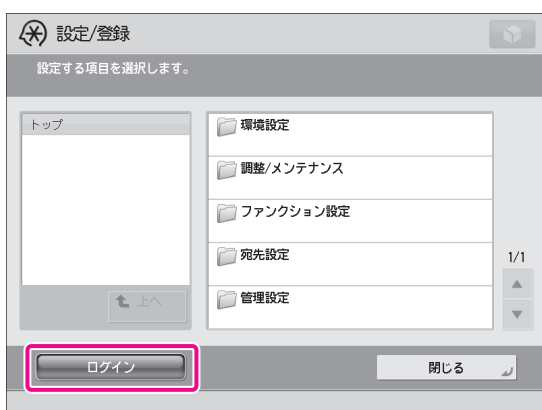 設定/登録
設定する項目を選択します。
トップ
環境設定
調整/メンテナンス
ファンクション設定
宛先設定
管理設定
1/1
上へ
ログイン
閉じる